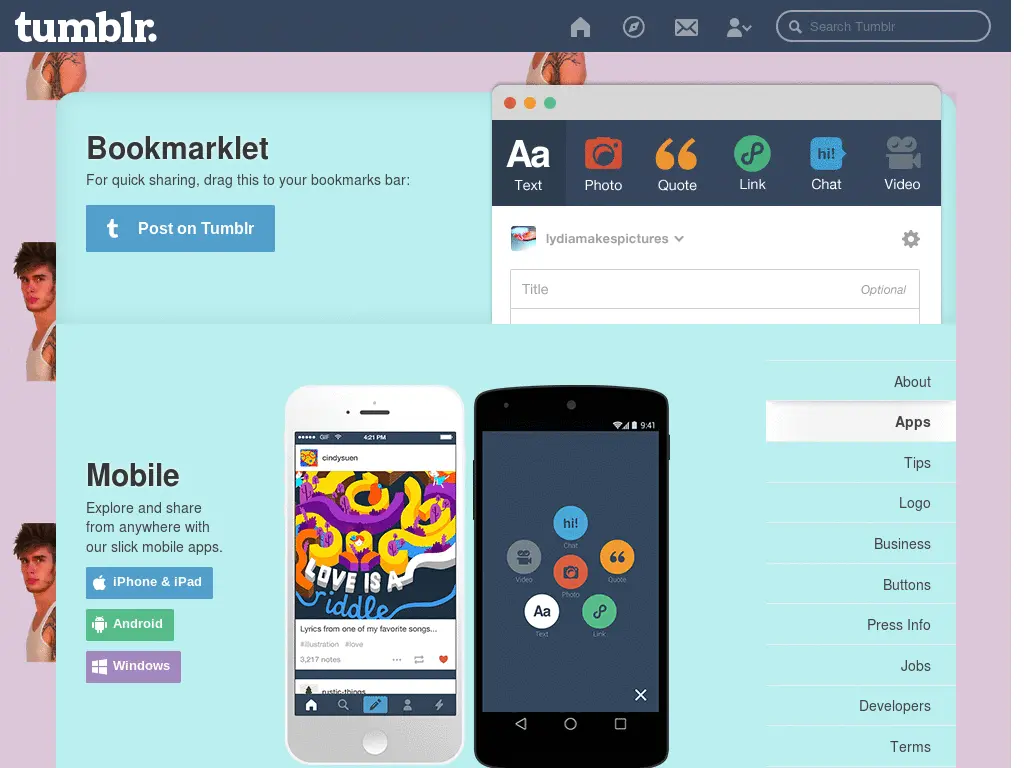 tumblr.
Search Tumblr
Bookmarklet
For quick sharing, drag this to your bookmarks bar:
t Post on Tumblr
Aa
Text
Photo
Quote
Link
hi!
Chat
Video
lydiamakespictures
Title
Optional
About
Apps
Tips
Logo
Business
Buttons
Press Info
Jobs
Developers
Terms
Mobile
Explore and share
from anywhere with
our slick mobile apps.
iPhone & iPad
Android
Windows
GIF
4:21 PM
cindysuen
LOVE IS A
riddle
Lyrics from one of my favorite songs...
#illustration #love
3,217 notes
rustic-things
9:41
hi!
Chat
Video
Quote
Photo
Aa
Text
Link